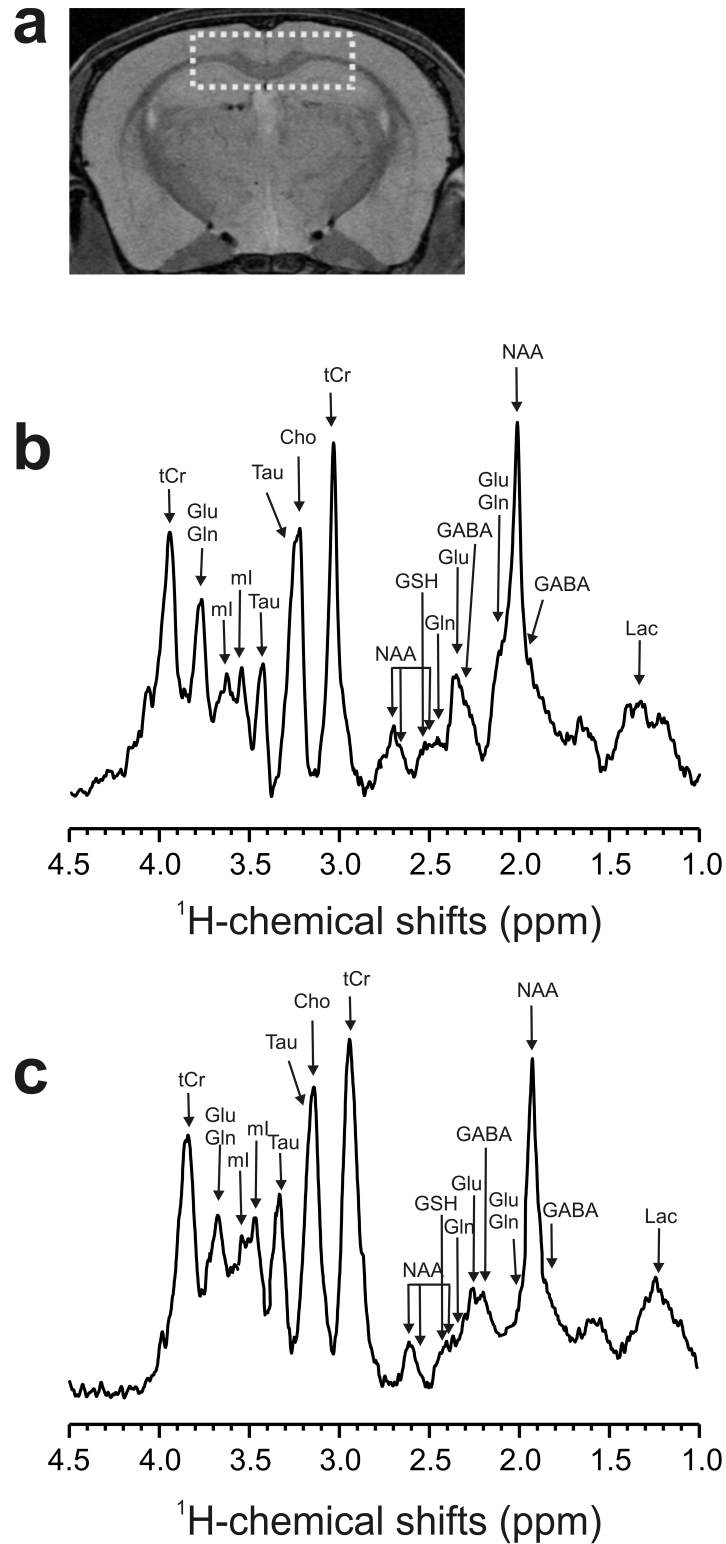 a
NAA
tCr
b
Cho
Tau
tCr
Glu
Gln
Glu
Gln
GABA
Glu
GSH
mI
mI
Tau
GABA
Gln
Lac
NAA
4.5 4.0 3.5 3.0 2.5 2.0 1.5 1.0
¹H-chemical shifts (ppm)
tCr
NAA
Cho
c
Tau
tCr
Glu
Gln
mI
Tau
mI
GABA
Glu
GSH
Gln
Glu
Gln
GABA
Lac
NAA
4.5 4.0 3.5 3.0 2.5 2.0 1.5 1.0
¹H-chemical shifts (ppm)